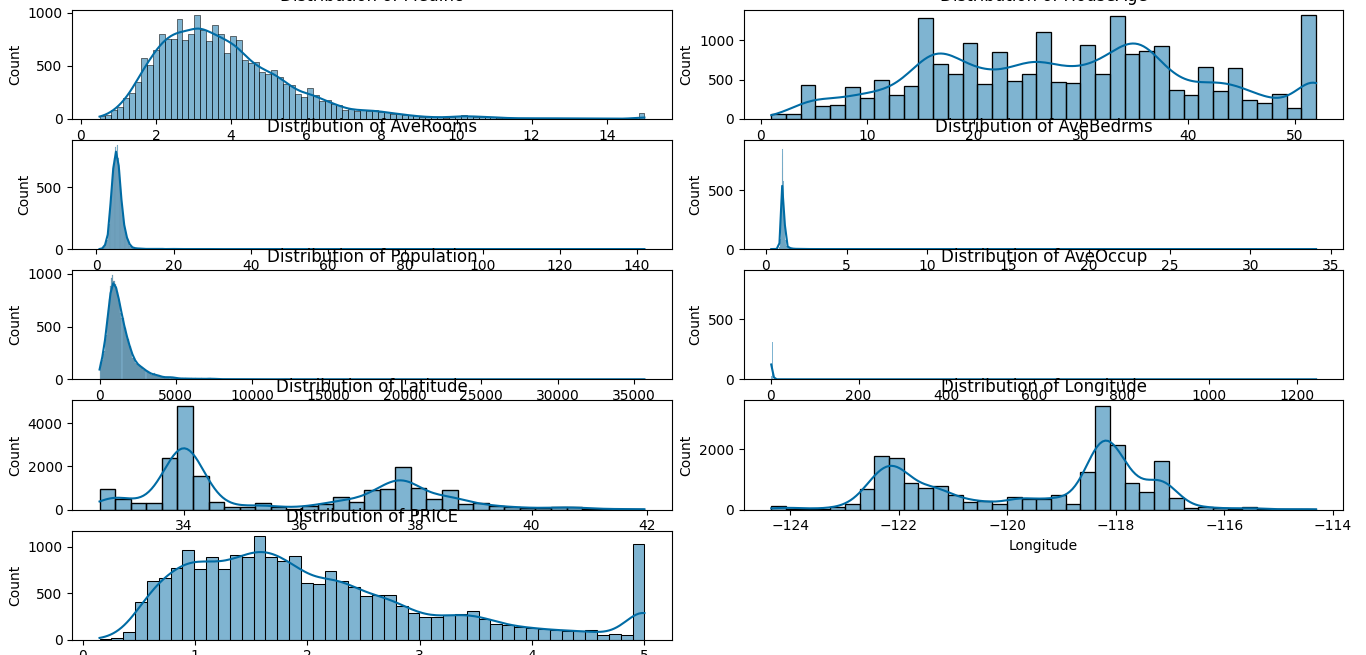 Distribution of MedInc
Count
1000
500
0
0 2 4 6 8 10 12 14
Distribution of HouseAge
Count
1000
500
0
0 10 20 30 40 50
Distribution of AveRooms
Count
500
0
0 20 40 60 80 100 120 140
Distribution of AveBedrms
Count
500
0
0 5 10 15 20 25 30 35
Distribution of Population
Count
1000
500
0
0 5000 10000 15000 20000 25000 30000 35000
Distribution of AveOccup
Count
500
0
0 200 400 600 800 1000 1200
Distribution of Latitude
Count
4000
2000
0
34 36 38 40 42
Distribution of Longitude
Count
2000
0
−124 −122 −120 −118 −116 −114
Longitude
Distribution of PRICE
Count
1000
500
0
0 1 2 3 4 5